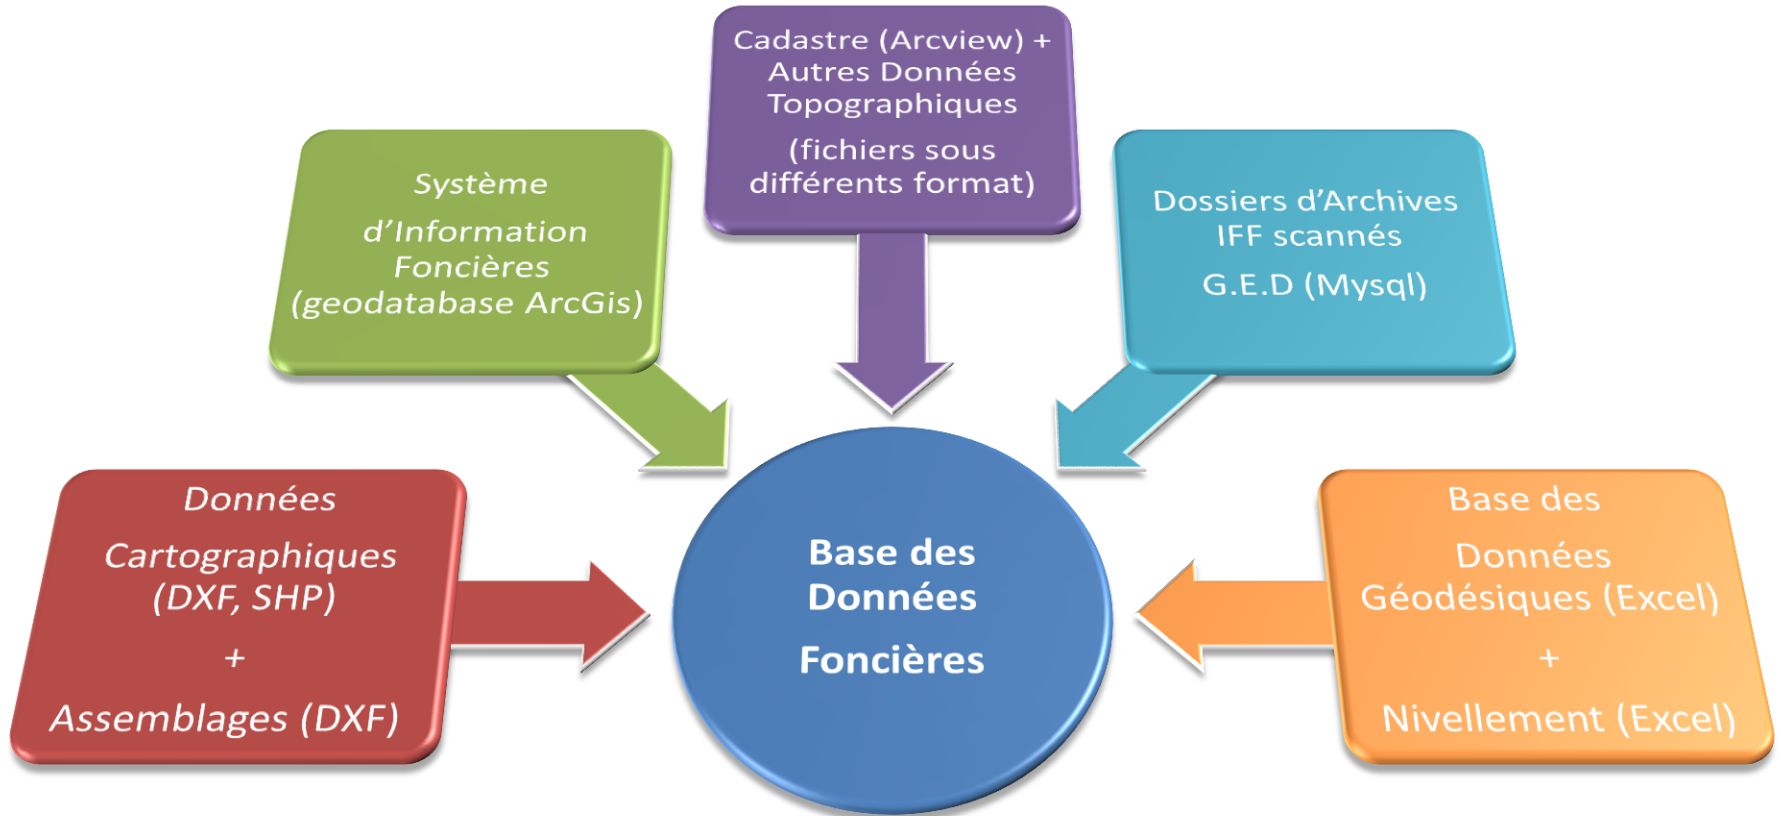 Cadastre (Arcview) +
Autres Données
Topographiques
(fichiers sous
différents format)
Système
d'Information
Foncières
(geodatabase ArcGis)
Dossiers d'Archives
IFF scannés
G.E.D (Mysql)
Données
Cartographiques
(DXF, SHP)
+
Assemblages (DXF)
Base des
Données
Foncières
Base des
Données
Géodésiques (Excel)
+
Nivellement (Excel)